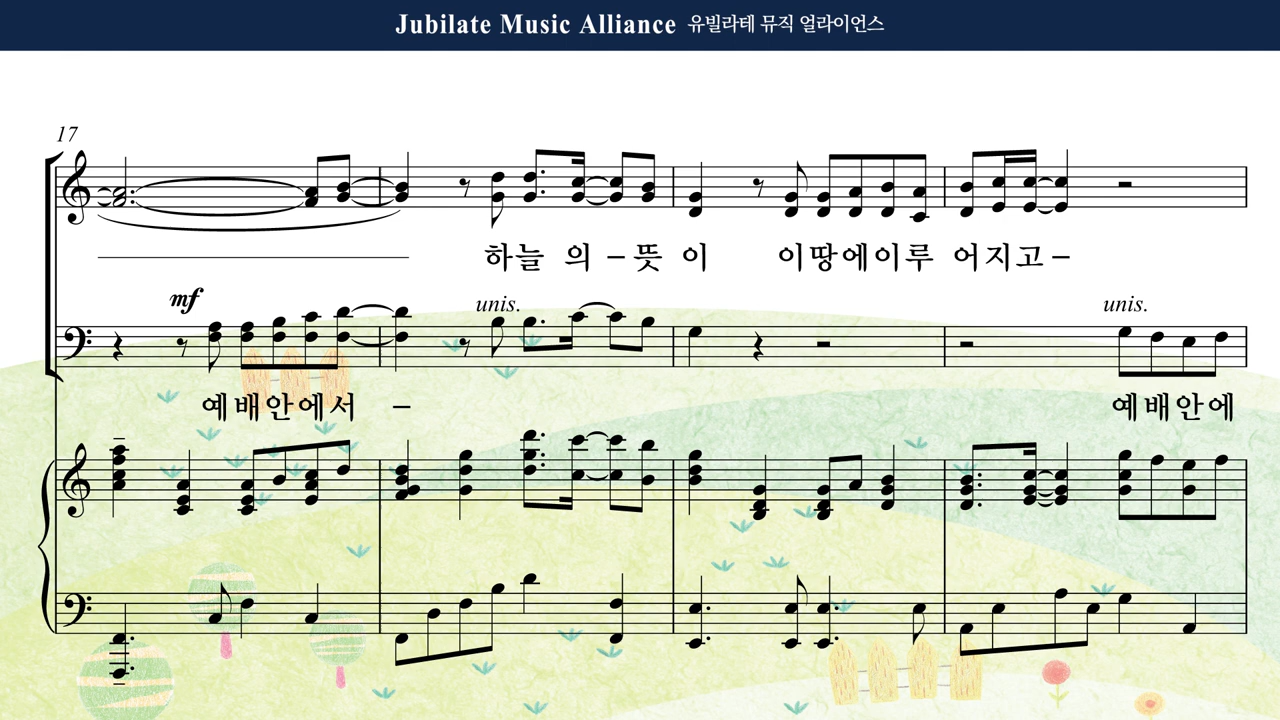 Jubilate Music Alliance 유빌라테 뮤직 얼라이언스
17
하늘 의 – 뜻 이 이땅에이루 어지고 –
mf unis. unis.
예배안에서 – 예배안에